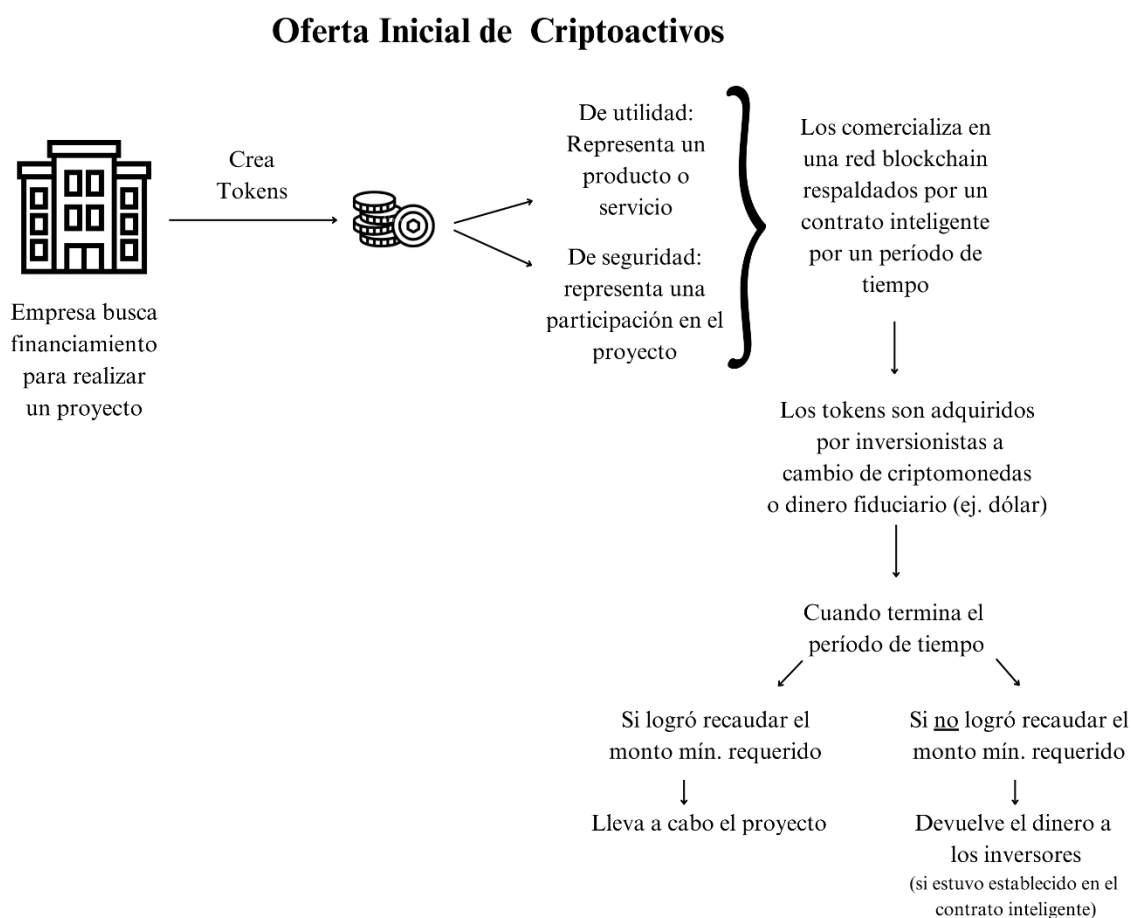 Oferta Inicial de Criptoactivos
Empresa busca
financiamiento
para realizar
un proyecto
Crea
Tokens
De utilidad:
Representa un
producto o
servicio
De seguridad:
representa una
participación en el
proyecto
Los comercializa en
una red blockchain
respaldados por un
contrato inteligente
por un período de
tiempo
Los tokens son adquiridos
por inversionistas a
cambio de criptomonedas
o dinero fiduciario (ej. dólar)
Cuando termina el
período de tiempo
Si logró recaudar el
monto mín. requerido
Lleva a cabo el proyecto
Si no logró recaudar el
monto mín. requerido
Devuelve el dinero a
los inversores
(si estuvo establecido en el
contrato inteligente)